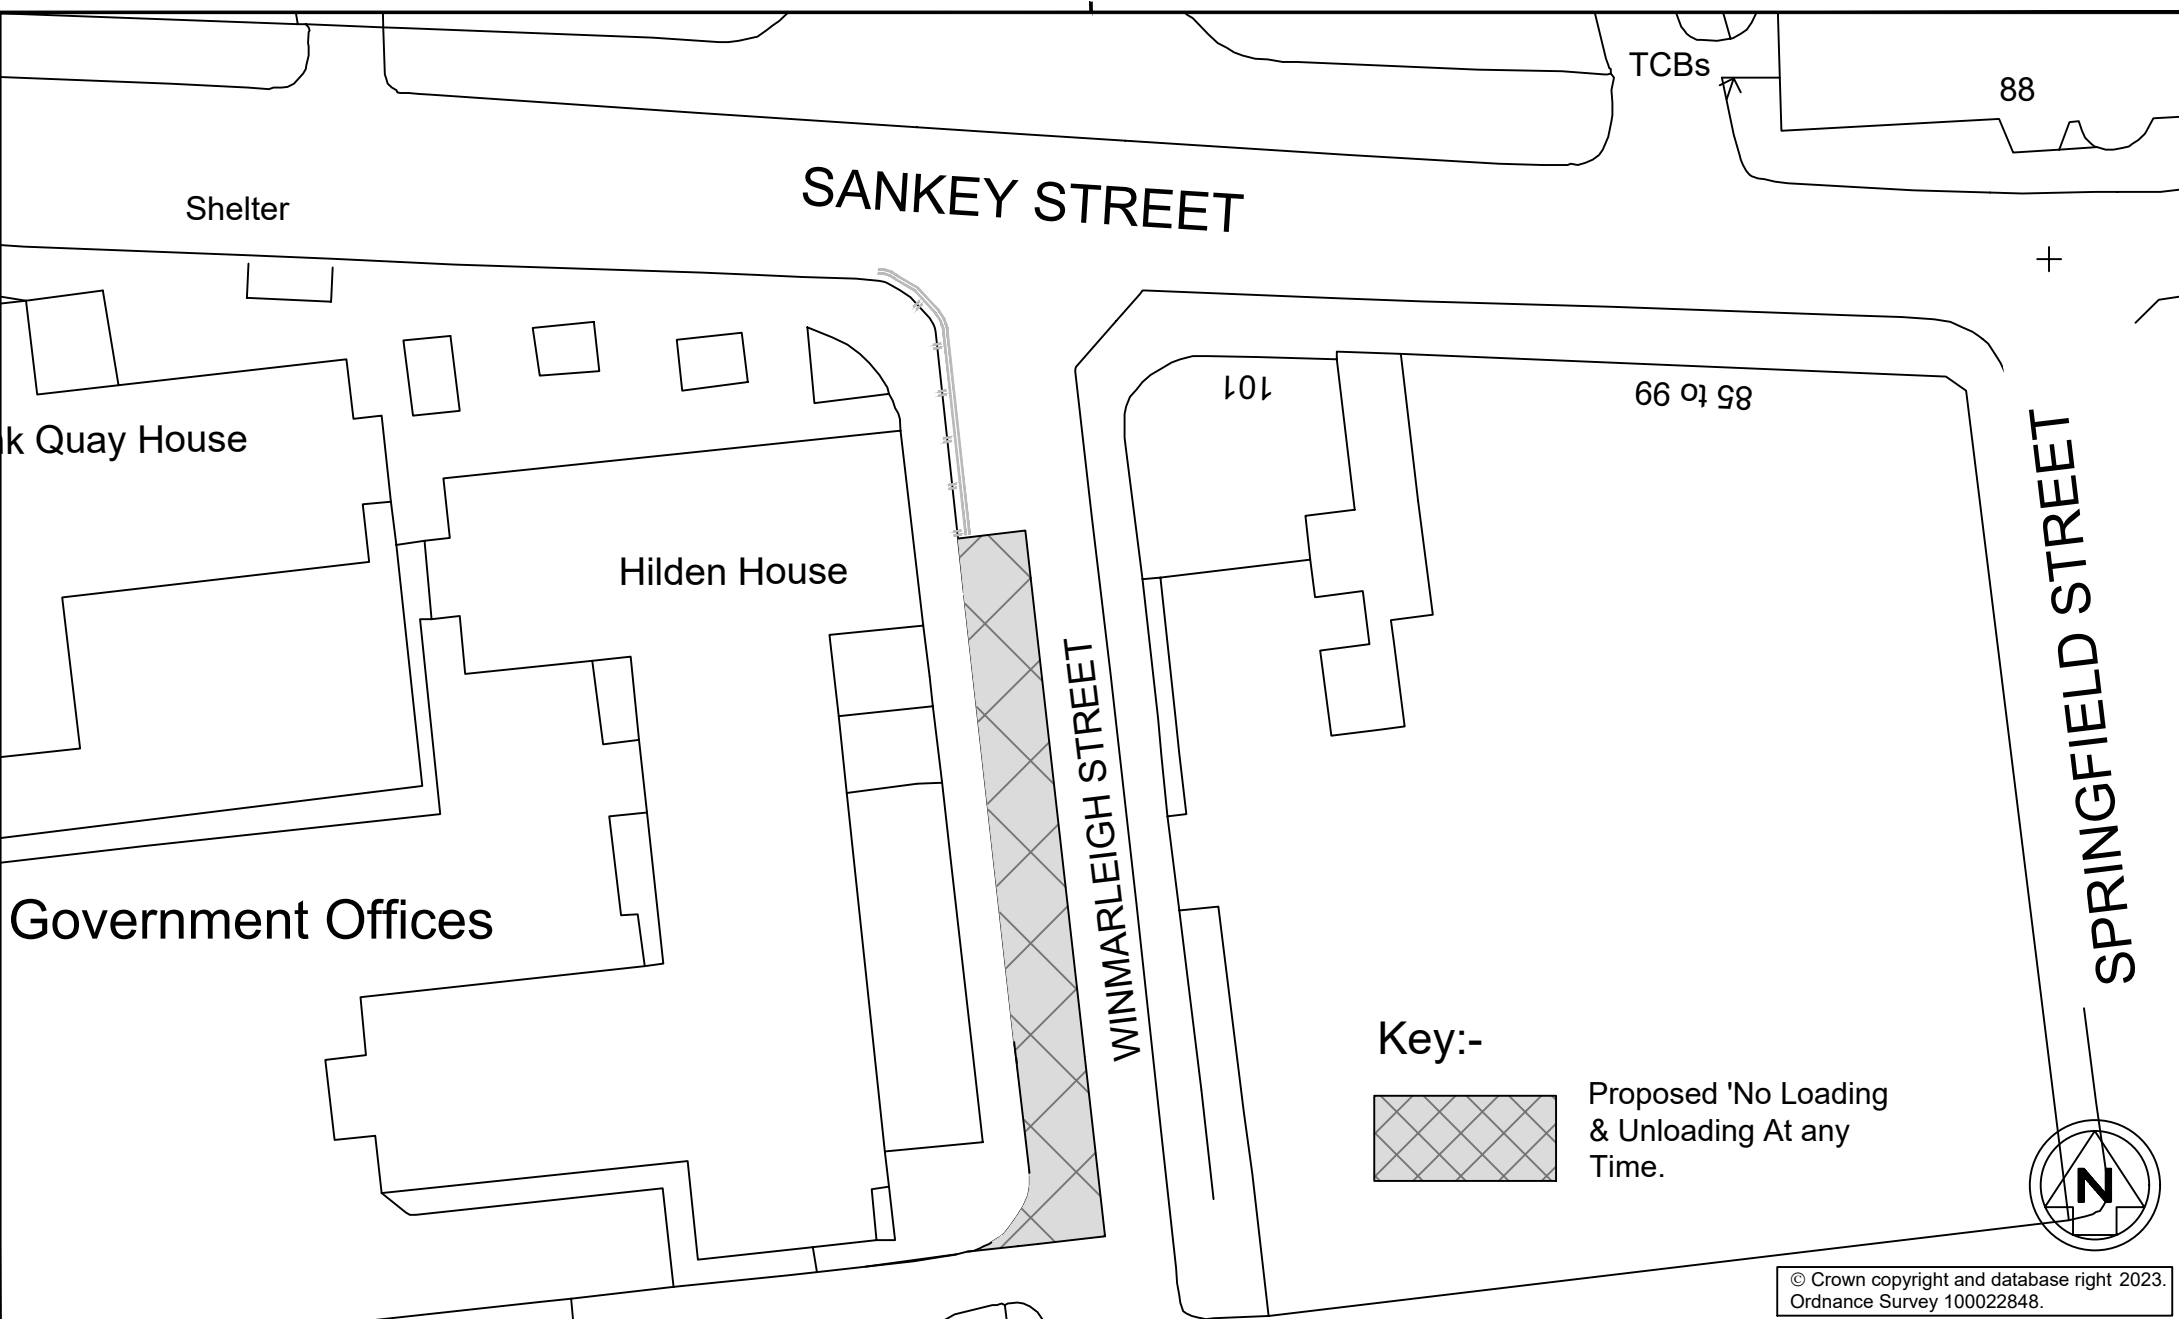 TCBs
88
SANKEY STREET
Shelter
101
85 to 99
k Quay House
Hilden House
WINMARLEIGH STREET
SPRINGFIELD STREET
Government Offices
Key:-
Proposed 'No Loading
& Unloading At any
Time.
N
© Crown copyright and database right 2023.
Ordnance Survey 100022848.